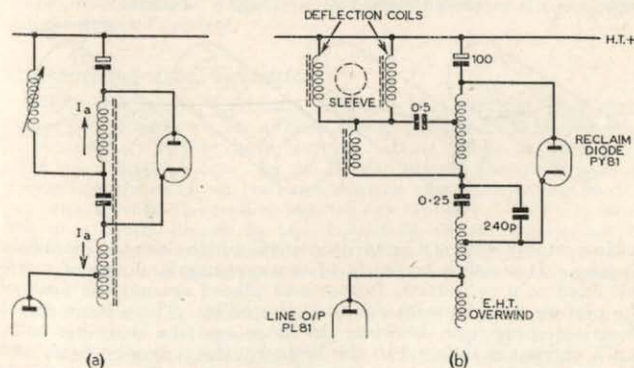 DEFLECTION COILS
H.T.+
100
SLEEVE
0·5
Ia
RECLAIM
DIODE
PY81
0·25
240p
Ia
LINE O/P
PL81
E.H.T.
OVERWIND
(a)
(b)